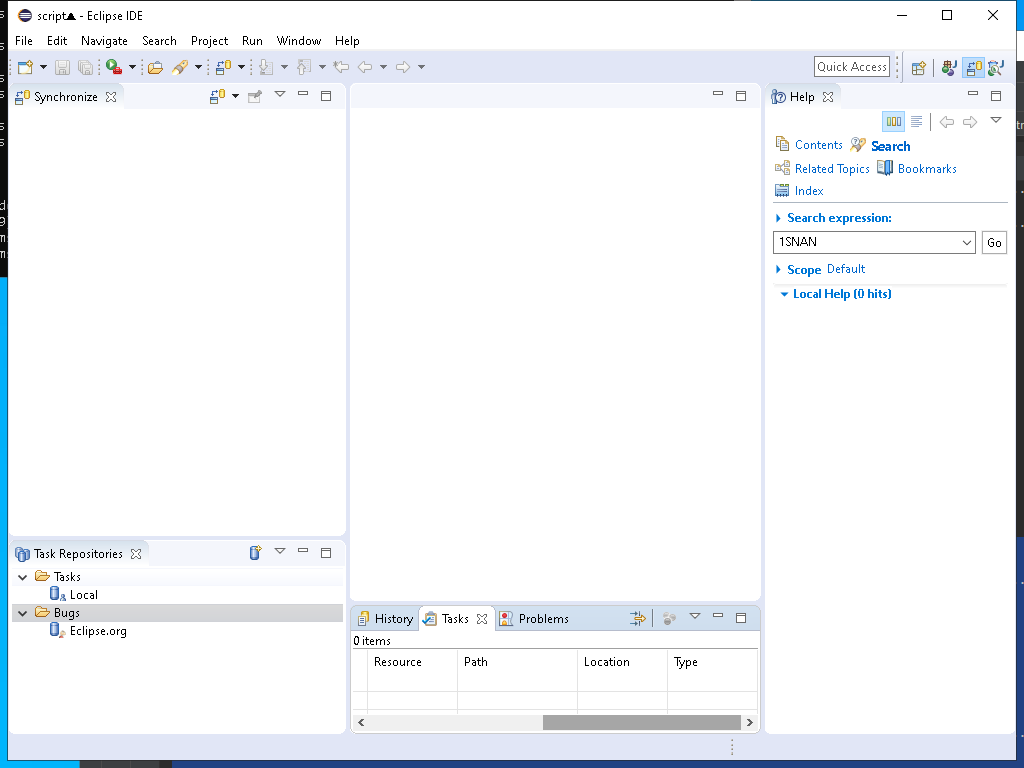 script▲ - Eclipse IDE
File Edit Navigate Search Project Run Window Help
Quick Access
Synchronize
Help
Contents Search
Related Topics Bookmarks
Index
Search expression:
1SNAN
Go
Scope Default
Local Help (0 hits)
Task Repositories
Tasks
Local
Bugs
Eclipse.org
History Tasks Problems
0 items
Resource Path Location Type